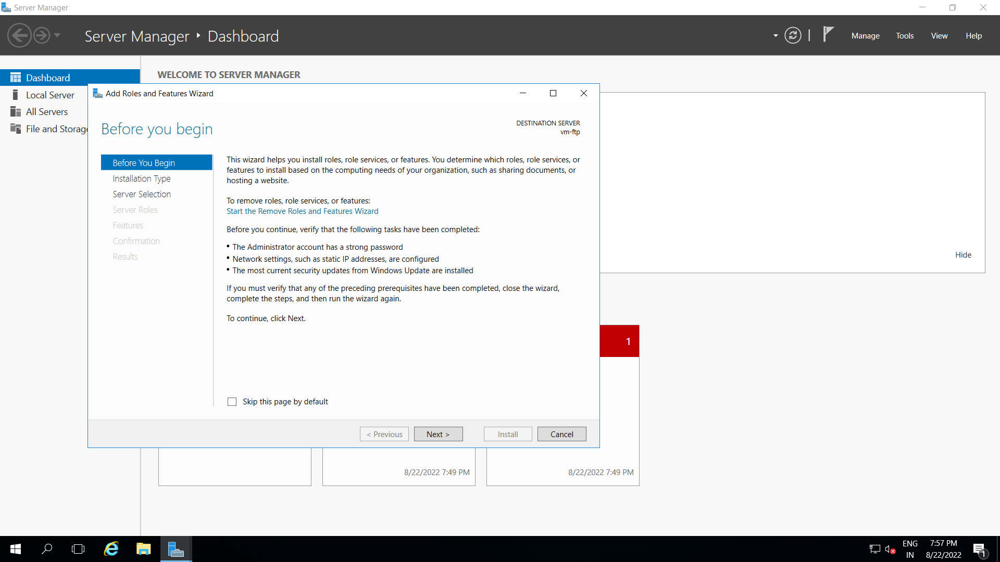 Server Manager
Server Manager ‣ Dashboard
Manage
Tools
View
Help
Dashboard
Local Server
All Servers
File and Storage
WELCOME TO SERVER MANAGER
Add Roles and Features Wizard
Before you begin
DESTINATION SERVER
vm-ftp
Before You Begin
Installation Type
Server Selection
Server Roles
Features
Confirmation
Results
This wizard helps you install roles, role services, or features. You determine which roles, role services, or
features to install based on the computing needs of your organization, such as sharing documents, or
hosting a website.
To remove roles, role services, or features:
Start the Remove Roles and Features Wizard
Before you continue, verify that the following tasks have been completed:
• The Administrator account has a strong password
• Network settings, such as static IP addresses, are configured
• The most current security updates from Windows Update are installed
If you must verify that any of the preceding prerequisites have been completed, close the wizard,
complete the steps, and then run the wizard again.
To continue, click Next.
Skip this page by default
< Previous
Next >
Install
Cancel
Hide
1
8/22/2022 7:49 PM
8/22/2022 7:49 PM
ENG
IN
7:57 PM
8/22/2022
1